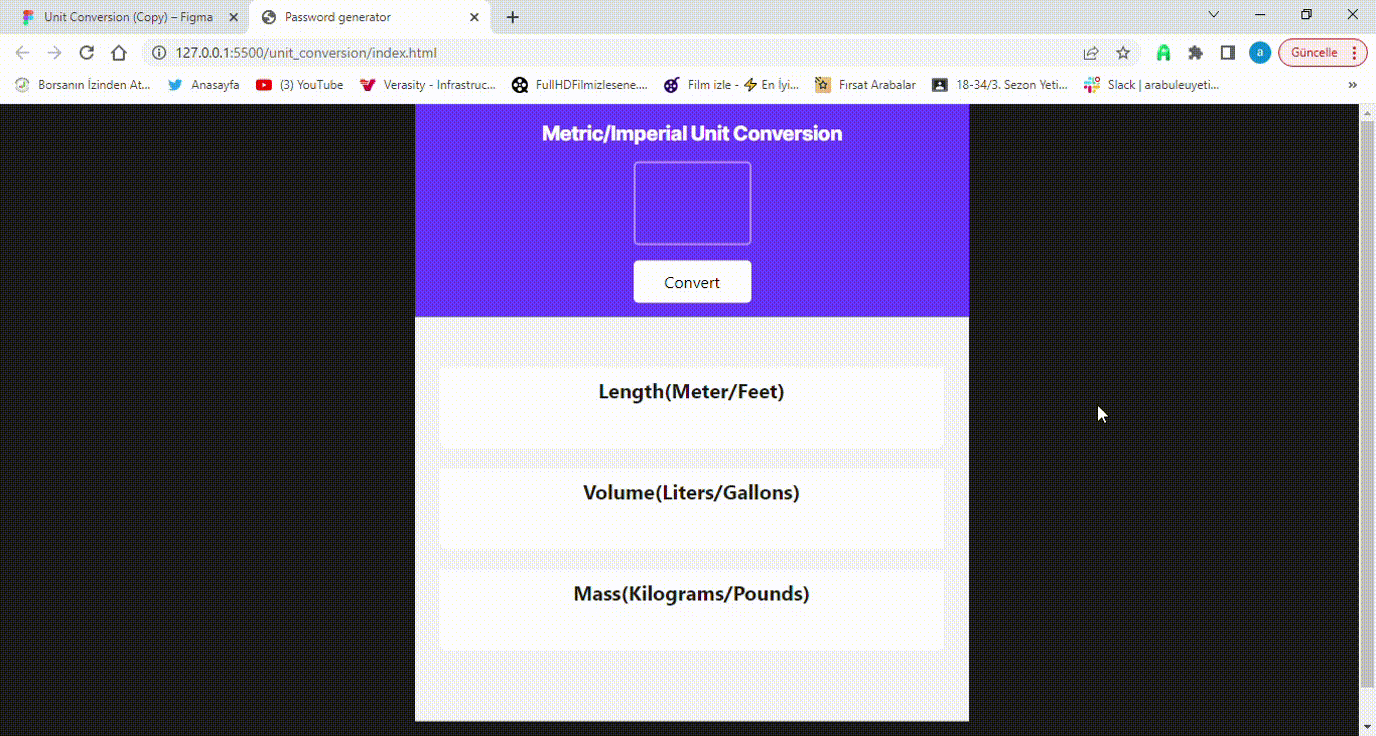 Unit Conversion (Copy) – Figma
Password generator
127.0.0.1:5500/unit_conversion/index.html
a
Güncelle
Borsanın İzinden At...
Anasayfa
(3) YouTube
Verasity - Infrastruc...
FullHDFilmizlesene....
Film izle - ⚡ En İyi...
Fırsat Arabalar
18-34/3. Sezon Yeti...
Slack | arabuleuyeti...
»
Metric/Imperial Unit Conversion
Convert
Length(Meter/Feet)
Volume(Liters/Gallons)
Mass(Kilograms/Pounds)